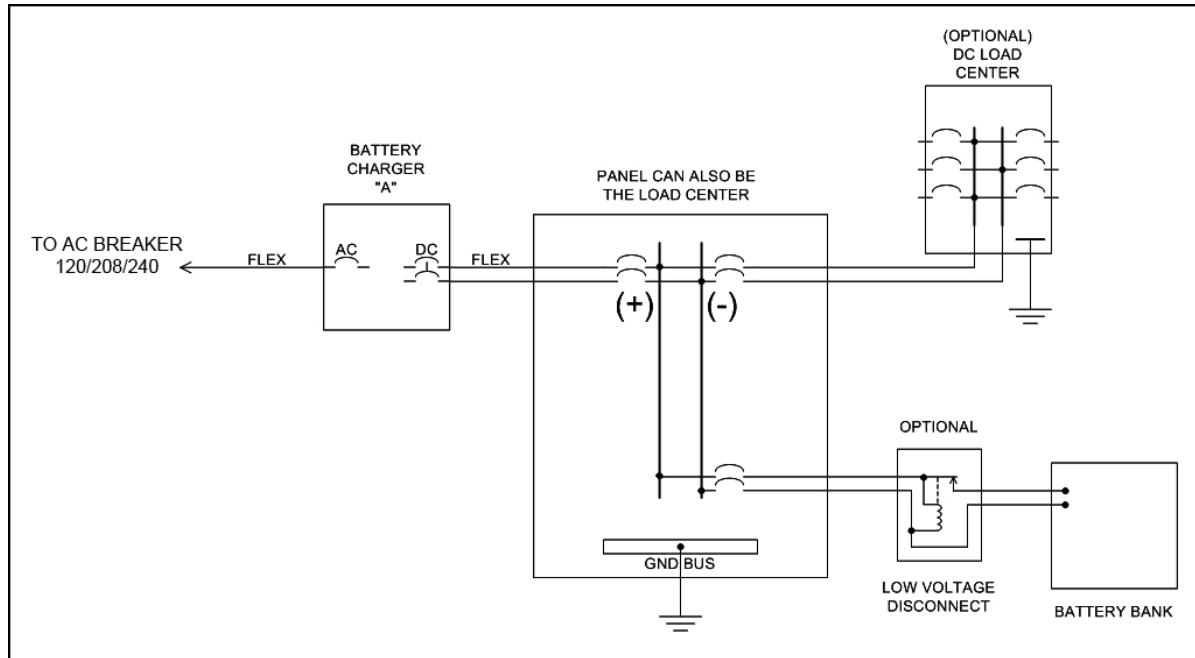 (OPTIONAL)
DC LOAD
CENTER
BATTERY
CHARGER
"A"
PANEL CAN ALSO BE
THE LOAD CENTER
TO AC BREAKER
120/208/240
FLEX
AC
DC
FLEX
(+)
(-)
OPTIONAL
GND BUS
LOW VOLTAGE
DISCONNECT
BATTERY BANK